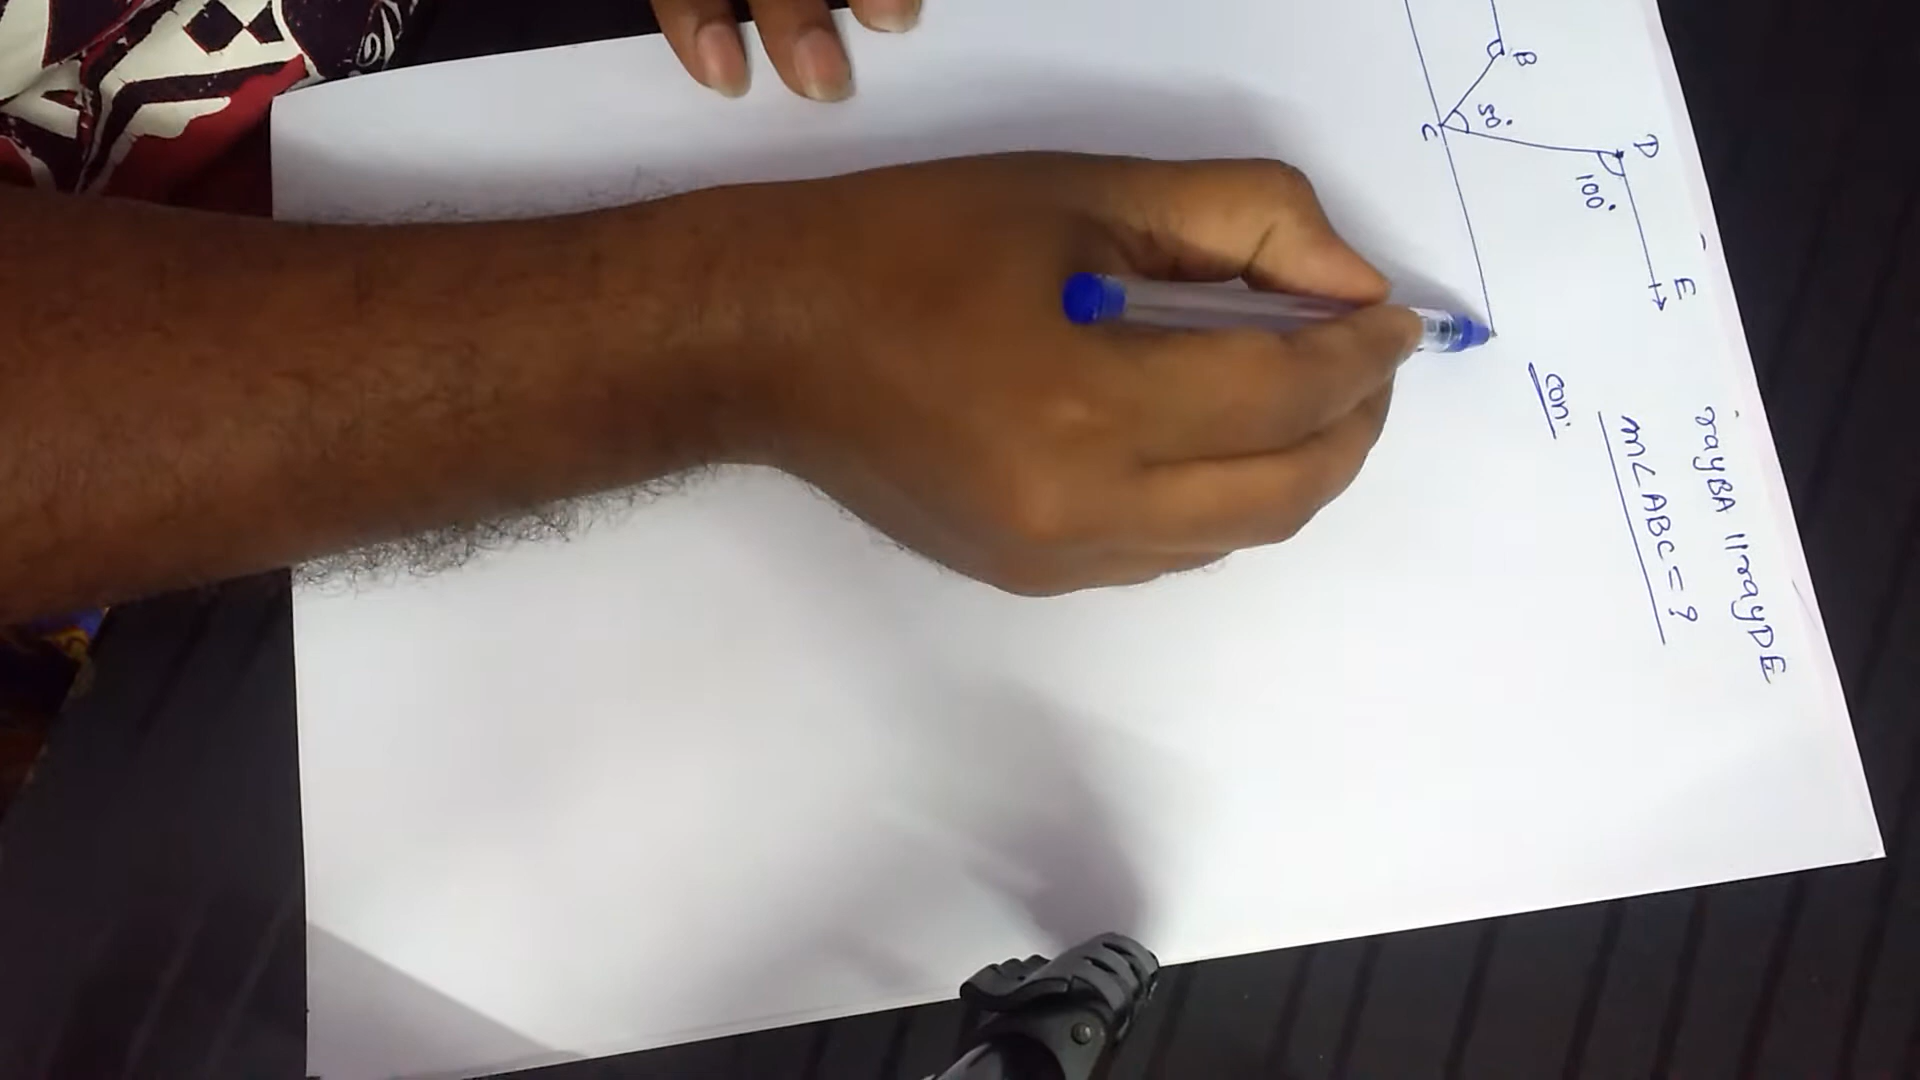 ray BA || ray DE
m<ABC = ?
con:
E
D
100°
B
50°
C